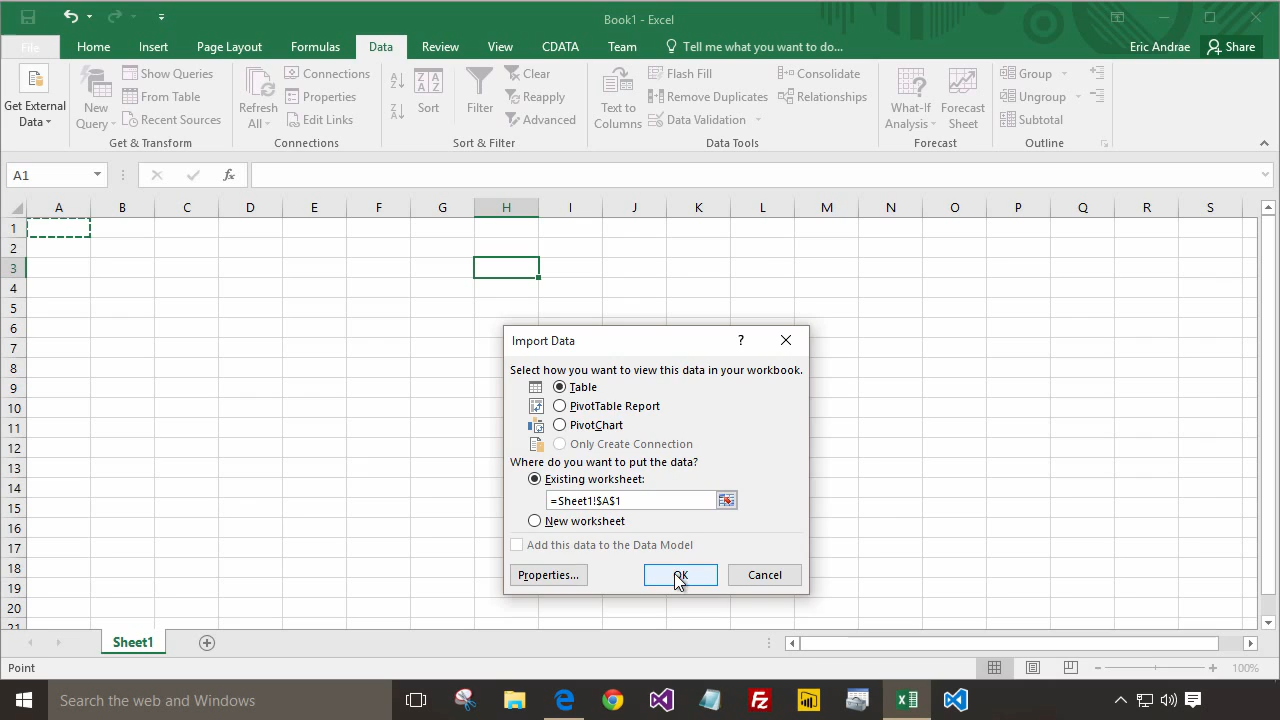 Book1 - Excel
File
Home
Insert
Page Layout
Formulas
Data
Review
View
CDATA
Team
Tell me what you want to do...
Eric Andrae
Share
Get External
Data
New
Query
Show Queries
From Table
Recent Sources
Get & Transform
Refresh
All
Connections
Properties
Edit Links
Connections
Sort
Filter
Clear
Reapply
Advanced
Sort & Filter
Text to
Columns
Flash Fill
Remove Duplicates
Data Validation
Consolidate
Relationships
Data Tools
What-If
Analysis
Forecast
Sheet
Forecast
Group
Ungroup
Subtotal
Outline
A1
fx
A B C D E F G H I J K L M N O P Q R S
1
2
3
4
5
6
7
8
9
10
11
12
13
14
15
16
17
18
19
20
21
Import Data
?
Select how you want to view this data in your workbook.
Table
PivotTable Report
PivotChart
Only Create Connection
Where do you want to put the data?
Existing worksheet:
=Sheet1!$A$1
New worksheet
Add this data to the Data Model
Properties...
OK
Cancel
Sheet1
Point
100%
Search the web and Windows